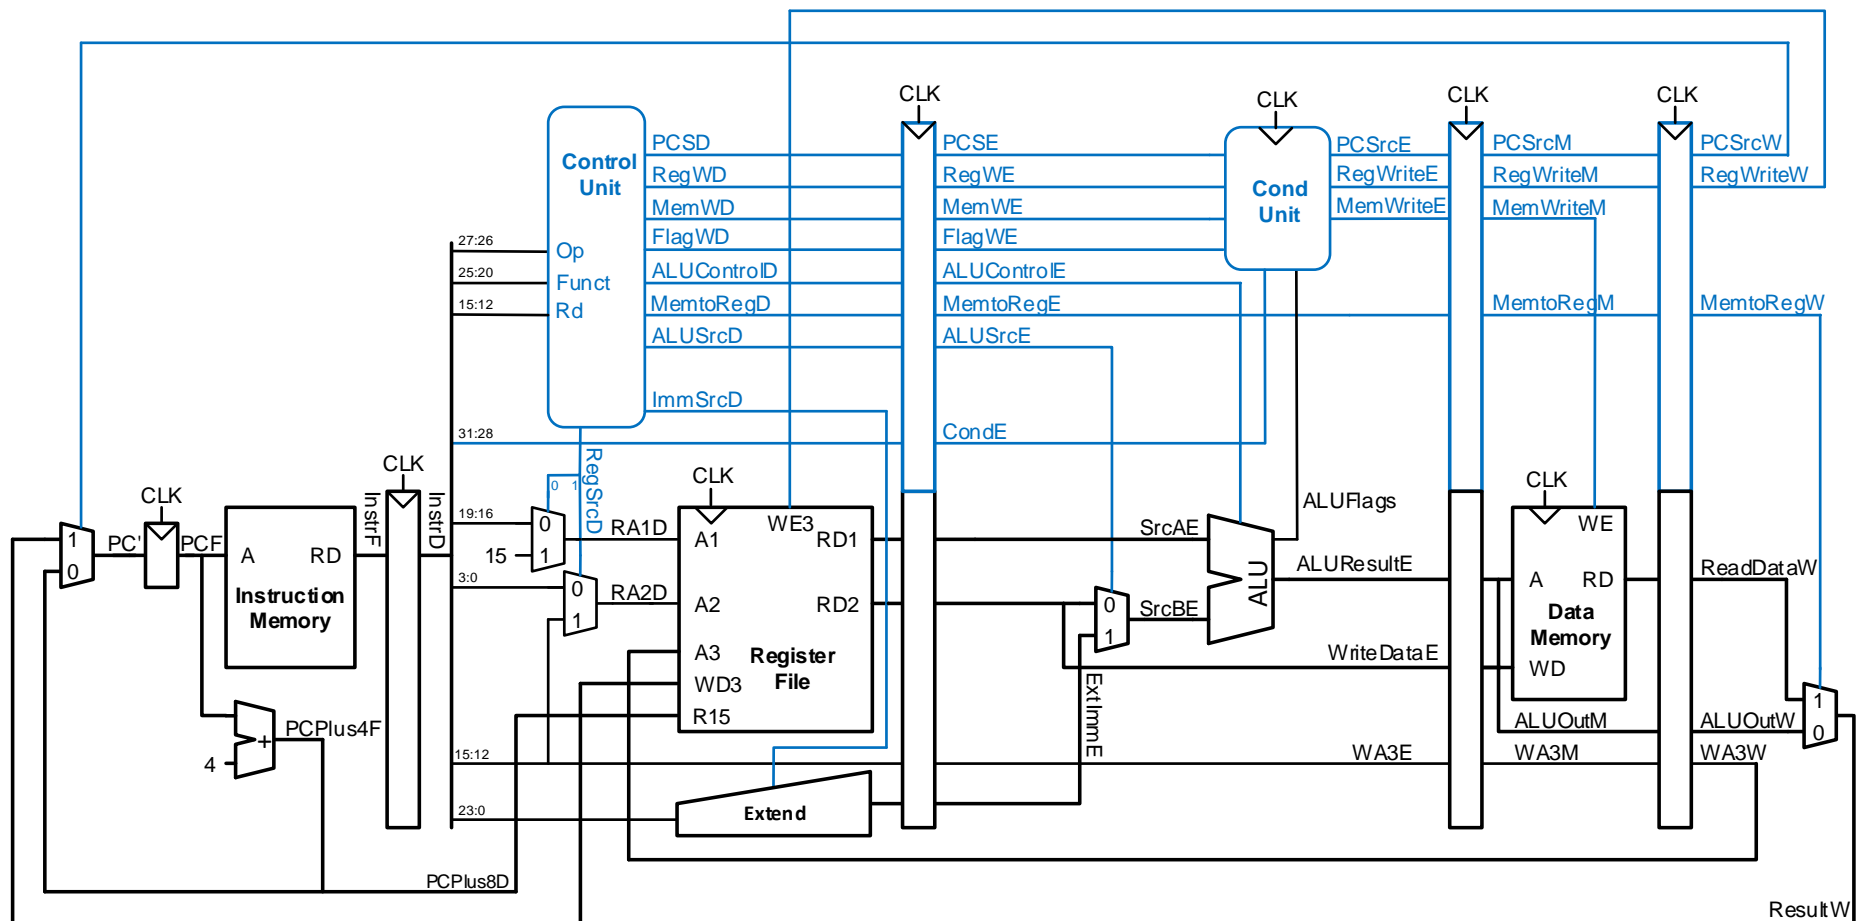 CLK
CLK
CLK
CLK
Control
Unit
PCSD
PCSE
PCSrcE
PCSrcM
PCSrcW
RegWD
RegWE
RegWriteE
RegWriteM
RegWriteW
Cond
Unit
MemWD
MemWE
MemWriteE
MemWriteM
FlagWD
FlagWE
27:26
Op
25:20
Funct
ALUControlD
ALUControlE
15:12
Rd
MemtoRegD
MemtoRegE
MemtoRegM
MemtoRegW
ALUSrcD
ALUSrcE
ImmSrcD
31:28
CondE
CLK
CLK
CLK
CLK
InstrF
InstrD
RegSrcD
0 1
ALUFlags
19:16
0
1
15
RA1D
A1
WE3
RD1
SrcAE
WE
1
0
PC'
PCF
A
RD
Instruction
Memory
3:0
0
1
RA2D
A2
RD2
0
1
SrcBE
ALU
ALUResultE
A
RD
Data
Memory
ReadDataW
A3
Register
File
WD3
R15
WriteDataE
WD
ExtImmE
1
0
PCPlus4F
+
4
ALUOutM
ALUOutW
15:12
WA3E
WA3M
WA3W
23:0
Extend
PCPlus8D
ResultW